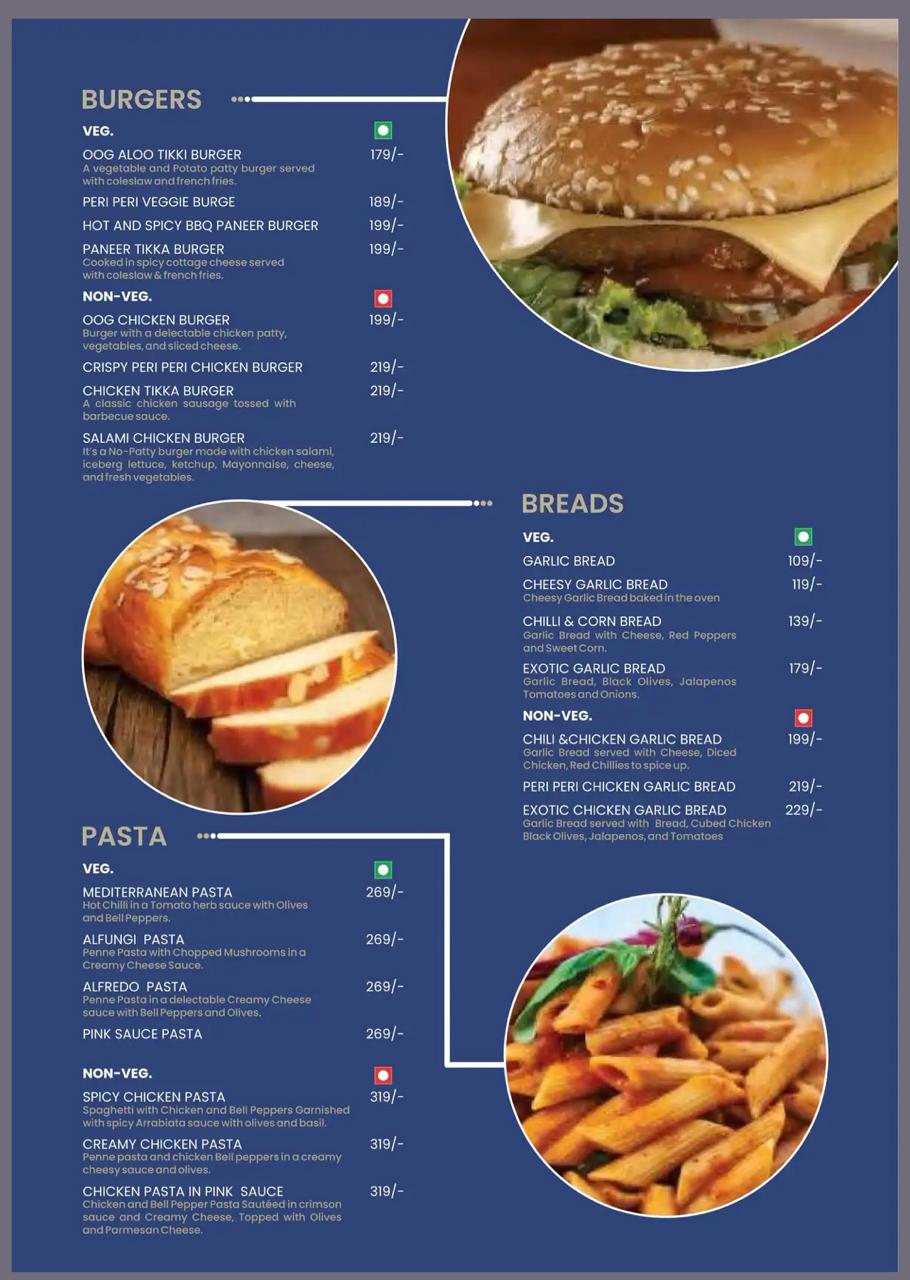 BURGERS
VEG.
OOG ALOO TIKKI BURGER 179/-
A vegetable and Potato patty burger served
with coleslaw and french fries.
PERI PERI VEGGIE BURGE 189/-
HOT AND SPICY BBQ PANEER BURGER 199/-
PANEER TIKKA BURGER 199/-
Cooked in spicy cottage cheese served
with coleslaw & french fries.
NON-VEG.
OOG CHICKEN BURGER 199/-
Burger with a delectable chicken patty,
vegetables, and sliced cheese.
CRISPY PERI PERI CHICKEN BURGER 219/-
CHICKEN TIKKA BURGER 219/-
A classic chicken sausage tossed with
barbecue sauce.
SALAMI CHICKEN BURGER 219/-
It's a No-Patty burger made with chicken salami,
iceberg lettuce, ketchup, Mayonnaise, cheese,
and fresh vegetables.
BREADS
VEG.
GARLIC BREAD 109/-
CHEESY GARLIC BREAD 119/-
Cheesy Garlic Bread baked in the oven
CHILLI & CORN BREAD 139/-
Garlic Bread with Cheese, Red Peppers
and Sweet Corn.
EXOTIC GARLIC BREAD 179/-
Garlic Bread, Black Olives, Jalapenos
Tomatoes and Onions.
NON-VEG.
CHILI &CHICKEN GARLIC BREAD 199/-
Garlic Bread served with Cheese, Diced
Chicken, Red Chillies to spice up.
PERI PERI CHICKEN GARLIC BREAD 219/-
EXOTIC CHICKEN GARLIC BREAD 229/-
Garlic Bread served with Bread, Cubed Chicken
Black Olives, Jalapenos, and Tomatoes
PASTA
VEG.
MEDITERRANEAN PASTA 269/-
Hot Chilli in a Tomato herb sauce with Olives
and Bell Peppers.
ALFUNGI PASTA 269/-
Penne Pasta with Chopped Mushrooms in a
Creamy Cheese Sauce.
ALFREDO PASTA 269/-
Penne Pasta in a delectable Creamy Cheese
sauce with Bell Peppers and Olives.
PINK SAUCE PASTA 269/-
NON-VEG.
SPICY CHICKEN PASTA 319/-
Spaghetti with Chicken and Bell Peppers Garnished
with spicy Arrabiata sauce with olives and basil.
CREAMY CHICKEN PASTA 319/-
Penne pasta and chicken Bell peppers in a creamy
cheesy sauce and olives.
CHICKEN PASTA IN PINK SAUCE 319/-
Chicken and Bell Pepper Pasta Sautéed in crimson
sauce and Creamy Cheese, Topped with Olives
and Parmesan Cheese.